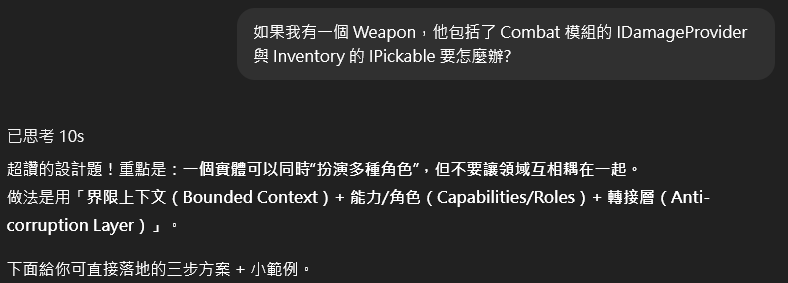 如果我有一個 Weapon，他包括了 Combat 模組的 IDamageProvider
與 Inventory 的 IPickable 要怎麼辦?
已思考 10s
超讚的設計題！重點是：一個實體可以同時“扮演多種角色”，但不要讓領域互相耦在一起。
做法是用「界限上下文（Bounded Context）+ 能力/角色（Capabilities/Roles）+ 轉接層（Anti-
corruption Layer）」。
下面給你可直接落地的三步方案 + 小範例。